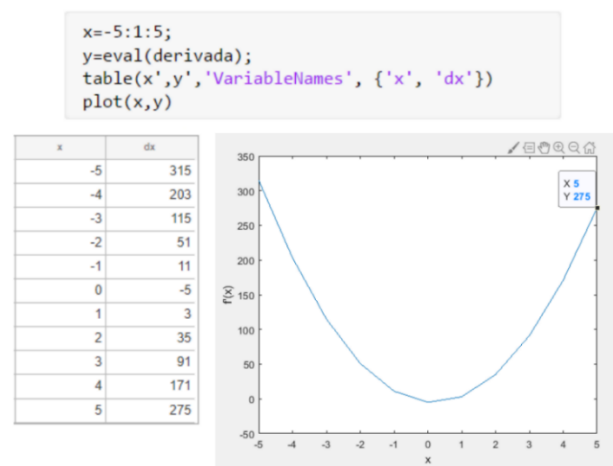 x=-5:1:5;
y=eval(derivada);
table(x',y','VariableNames', {'x', 'dx'})
plot(x,y)
x dx
-5 315
-4 203
-3 115
-2 51
-1 11
0 -5
1 3
2 35
3 91
4 171
5 275
350
300
250
200
150
100
50
0
-50
f'(x)
X 5
Y 275
-5 -4 -3 -2 -1 0 1 2 3 4 5
x